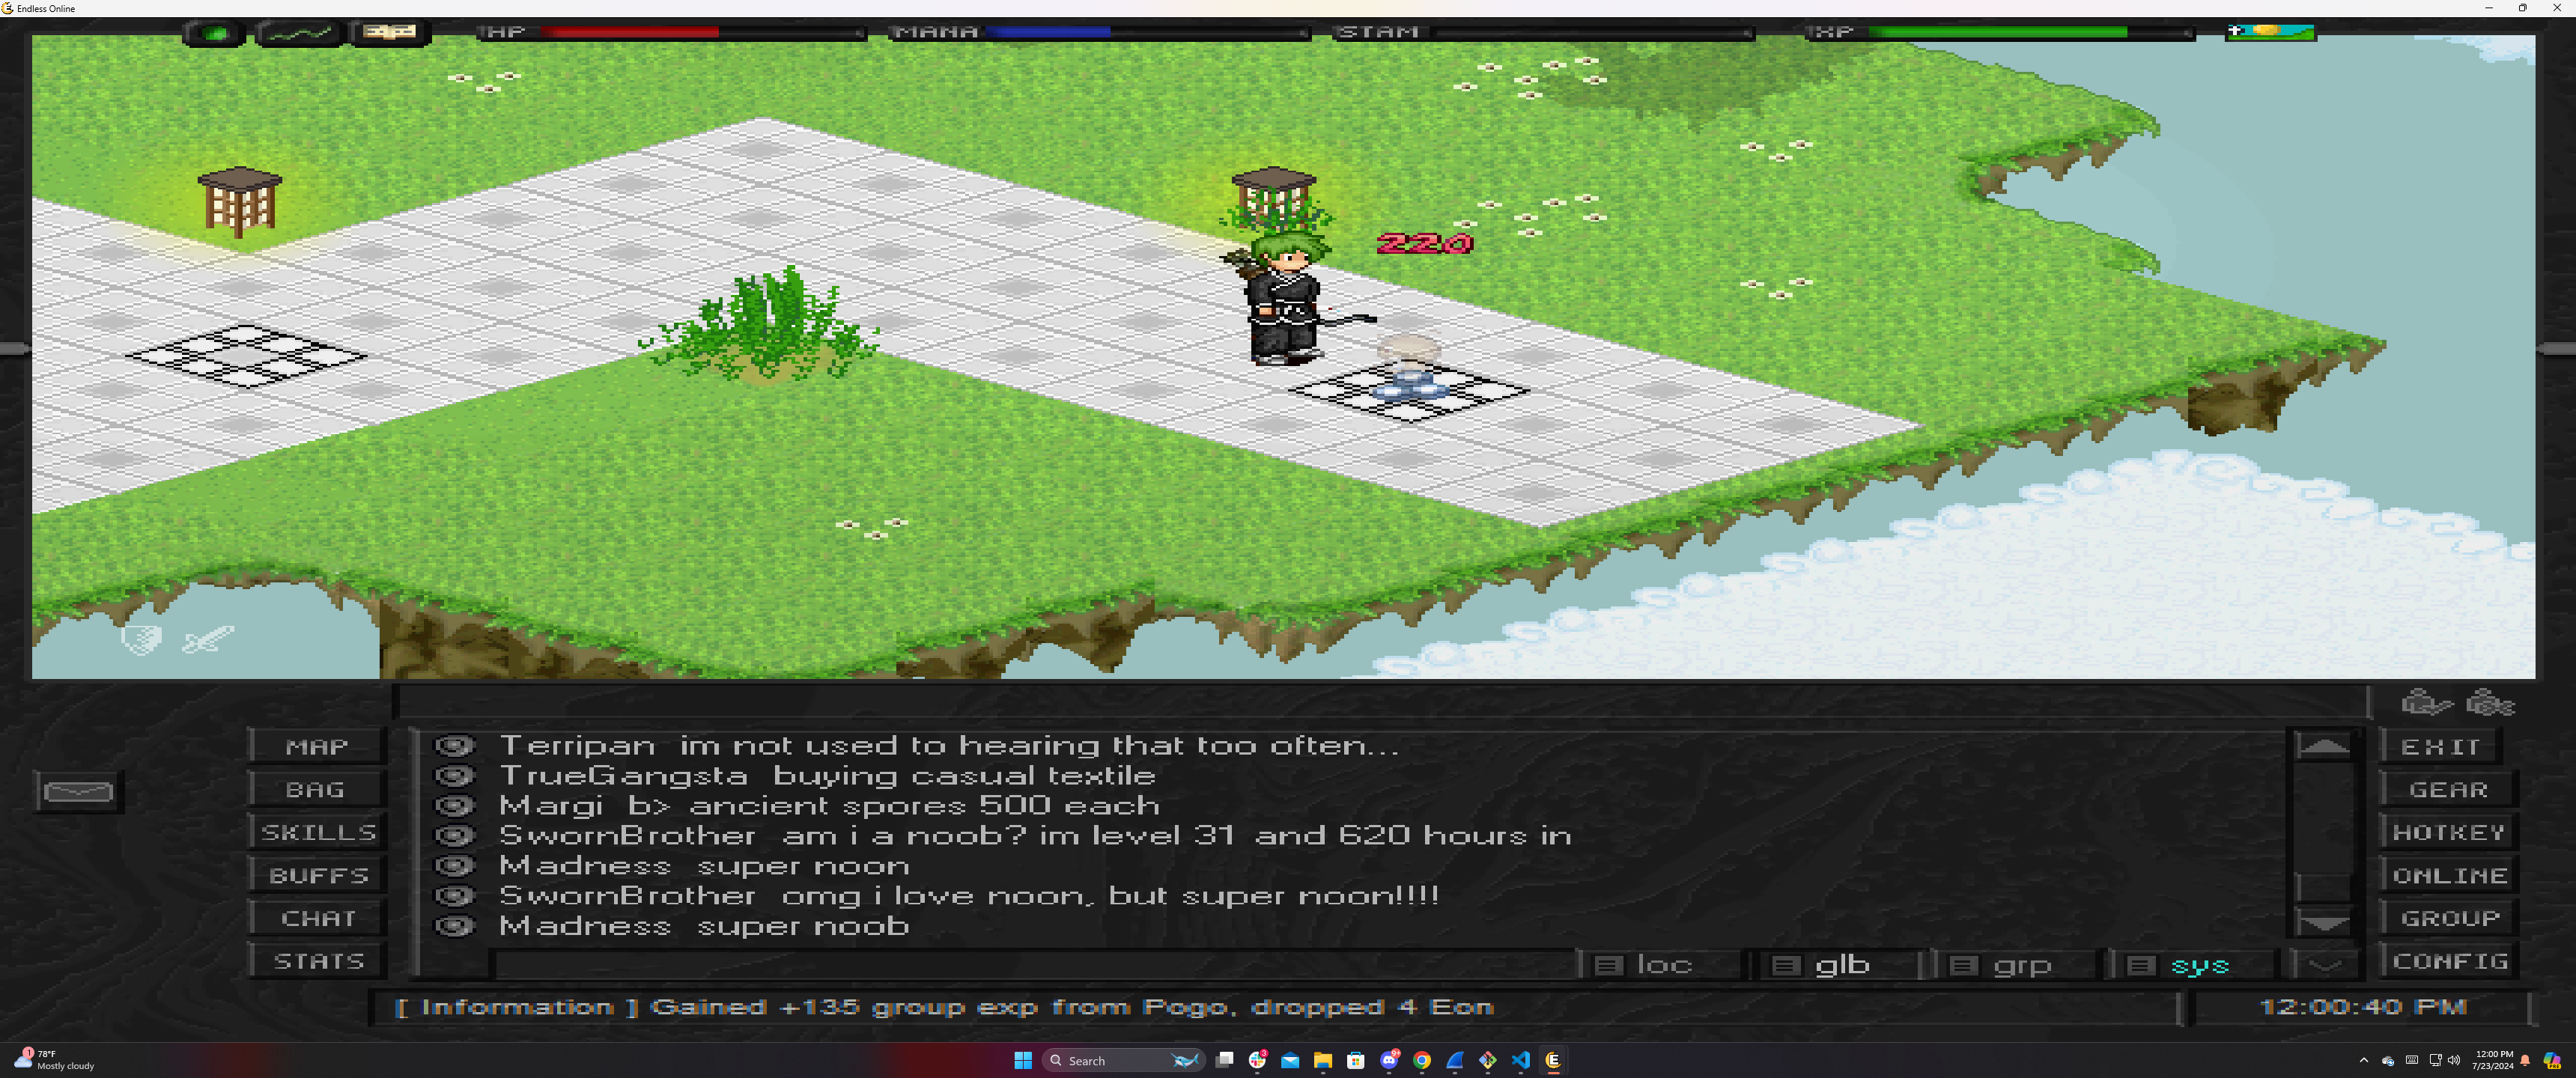 Endless Online
HP MANA STAM XP
220
MAP
BAG
SKILLS
BUFFS
CHAT
STATS
Terripan im not used to hearing that too often...
TrueGangsta buying casual textile
Margi b> ancient spores 500 each
SwornBrother am i a noob? im level 31 and 620 hours in
Madness super noon
SwornBrother omg i love noon, but super noon!!!!
Madness super noob
EXIT
GEAR
HOTKEY
ONLINE
GROUP
CONFIG
loc glb grp sys
[ Information ] Gained +135 group exp from Pogo, dropped 4 Eon
12:00:40 PM
1
78°F
Mostly cloudy
Search
3
9+
12:00 PM
7/23/2024